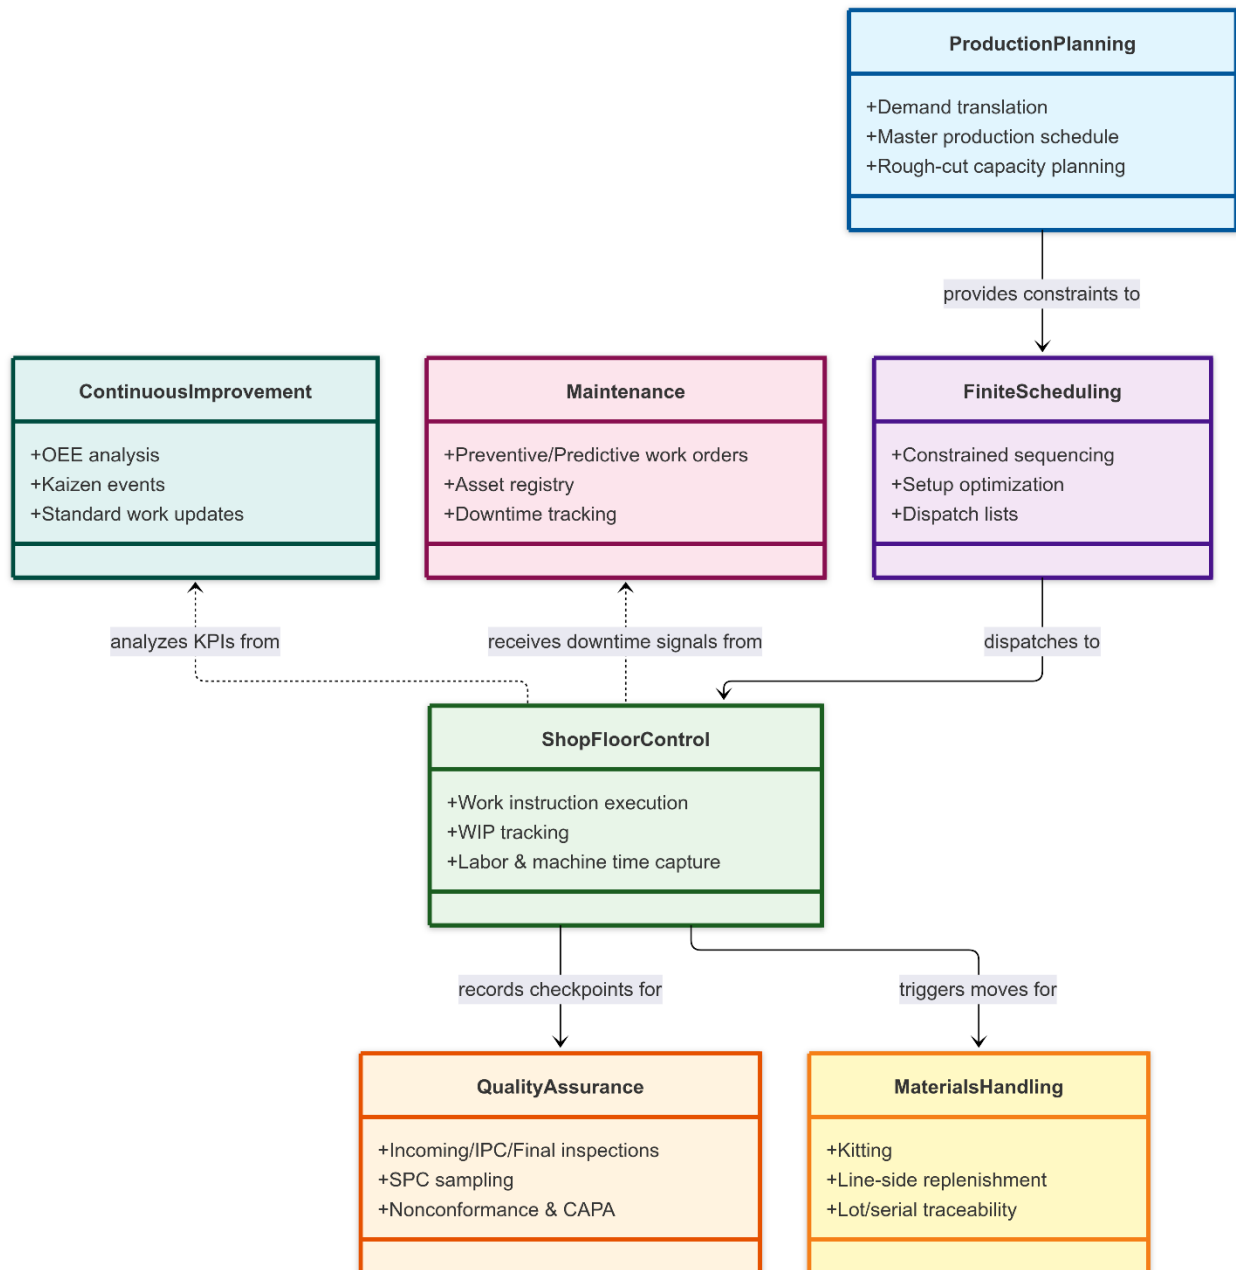 ProductionPlanning
+Demand translation
+Master production schedule
+Rough-cut capacity planning
provides constraints to
ContinuousImprovement
+OEE analysis
+Kaizen events
+Standard work updates
Maintenance
+Preventive/Predictive work orders
+Asset registry
+Downtime tracking
FiniteScheduling
+Constrained sequencing
+Setup optimization
+Dispatch lists
analyzes KPIs from
receives downtime signals from
dispatches to
ShopFloorControl
+Work instruction execution
+WIP tracking
+Labor & machine time capture
records checkpoints for
triggers moves for
QualityAssurance
+Incoming/IPC/Final inspections
+SPC sampling
+Nonconformance & CAPA
MaterialsHandling
+Kitting
+Line-side replenishment
+Lot/serial traceability